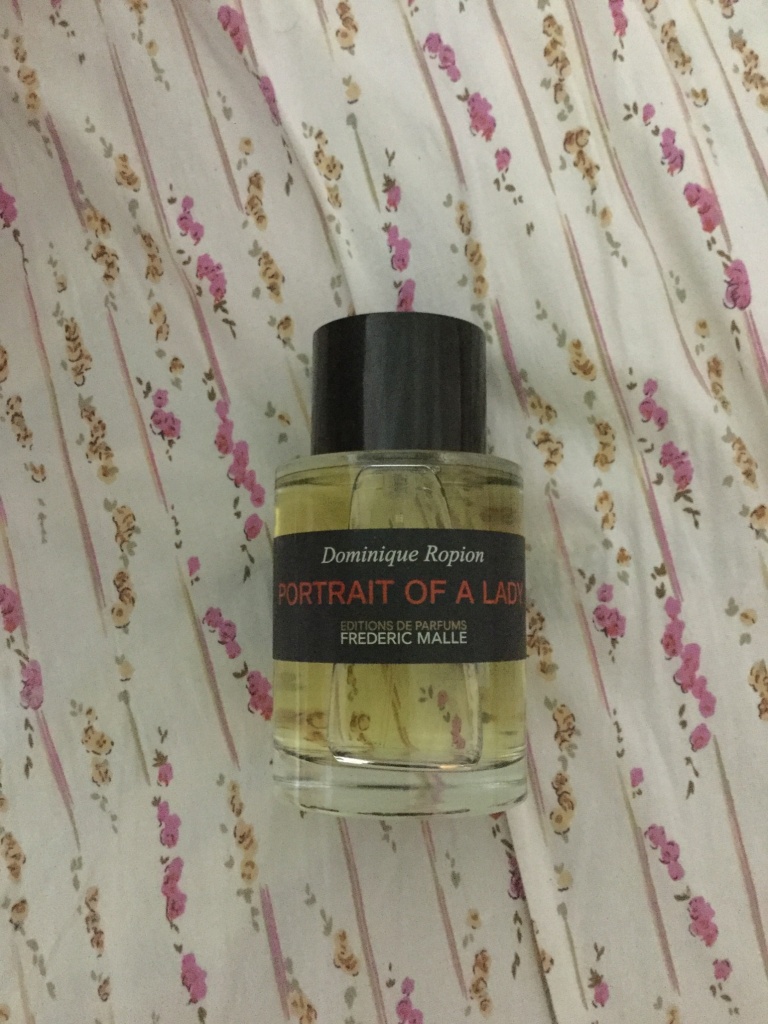 Dominique Ropion
PORTRAIT OF A LADY
EDITIONS DE PARFUMS
FREDERIC MALLE